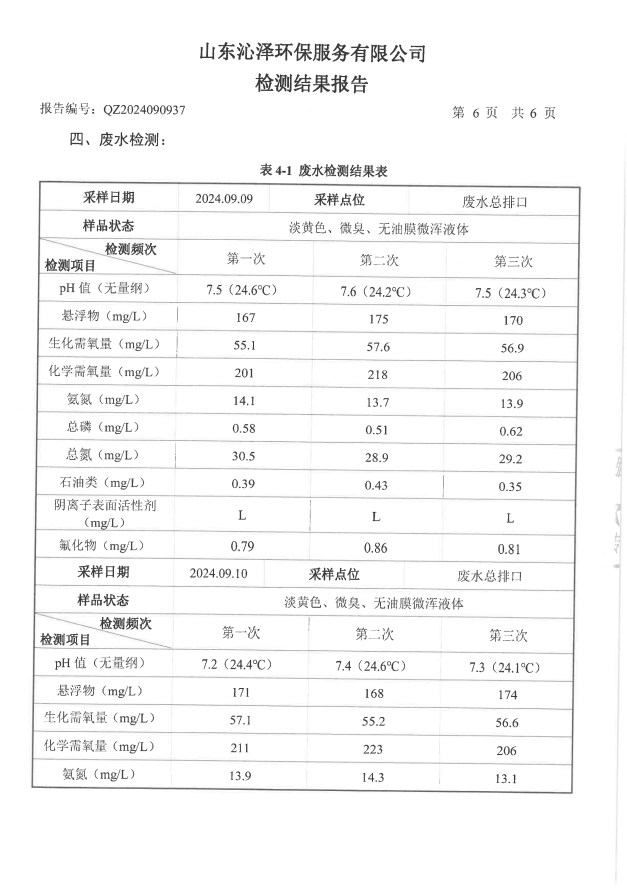 山东沁泽环保服务有限公司
检测结果报告
报告编号：QZ2024090937 第 6 页 共 6 页
四、废水检测：
表 4-1 废水检测结果表
采样日期 2024.09.09 采样点位 废水总排口
样品状态 淡黄色、微臭、无油膜微浑液体
检测频次
检测项目 第一次 第二次 第三次
pH 值（无量纲） 7.5（24.6℃） 7.6（24.2℃） 7.5（24.3℃）
悬浮物（mg/L） 167 175 170
生化需氧量（mg/L） 55.1 57.6 56.9
化学需氧量（mg/L） 201 218 206
氨氮（mg/L） 14.1 13.7 13.9
总磷（mg/L） 0.58 0.51 0.62
总氮（mg/L） 30.5 28.9 29.2
石油类（mg/L） 0.39 0.43 0.35
阴离子表面活性剂
（mg/L） L L L
氟化物（mg/L） 0.79 0.86 0.81
采样日期 2024.09.10 采样点位 废水总排口
样品状态 淡黄色、微臭、无油膜微浑液体
检测频次
检测项目 第一次 第二次 第三次
pH 值（无量纲） 7.2（24.4℃） 7.4（24.6℃） 7.3（24.1℃）
悬浮物（mg/L） 171 168 174
生化需氧量（mg/L） 57.1 55.2 56.6
化学需氧量（mg/L） 211 223 206
氨氮（mg/L） 13.9 14.3 13.1